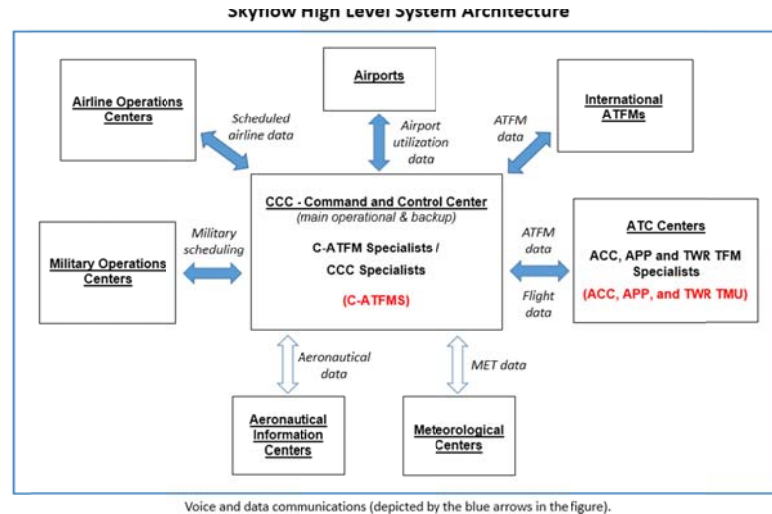 Skyflow High Level System Architecture
Airline Operations
Centers
Airports
International
ATFMs
Scheduled
airline data
Airport
utilization
data
ATFM
data
CCC - Command and Control Center
(main operational & backup)
C-ATFM Specialists /
CCC Specialists
(C-ATFMS)
Military Operations
Centers
Military
scheduling
ATFM
data
Flight
data
ATC Centers
ACC, APP and TWR TFM
Specialists
(ACC, APP, and TWR TMU)
Aeronautical
data
MET data
Aeronautical
Information
Centers
Meteorological
Centers
Voice and data communications (depicted by the blue arrows in the figure).